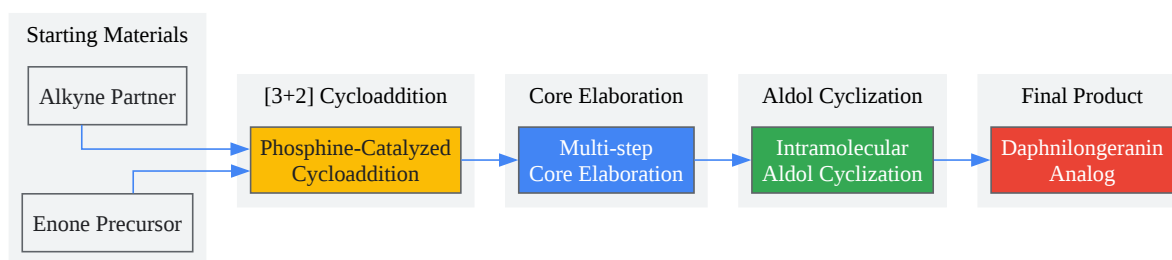 Starting Materials
Alkyne Partner
Enone Precursor
[3+2] Cycloaddition
Phosphine-Catalyzed
Cycloaddition
Core Elaboration
Multi-step
Core Elaboration
Aldol Cyclization
Intramolecular
Aldol Cyclization
Final Product
Daphnilongeranin
Analog